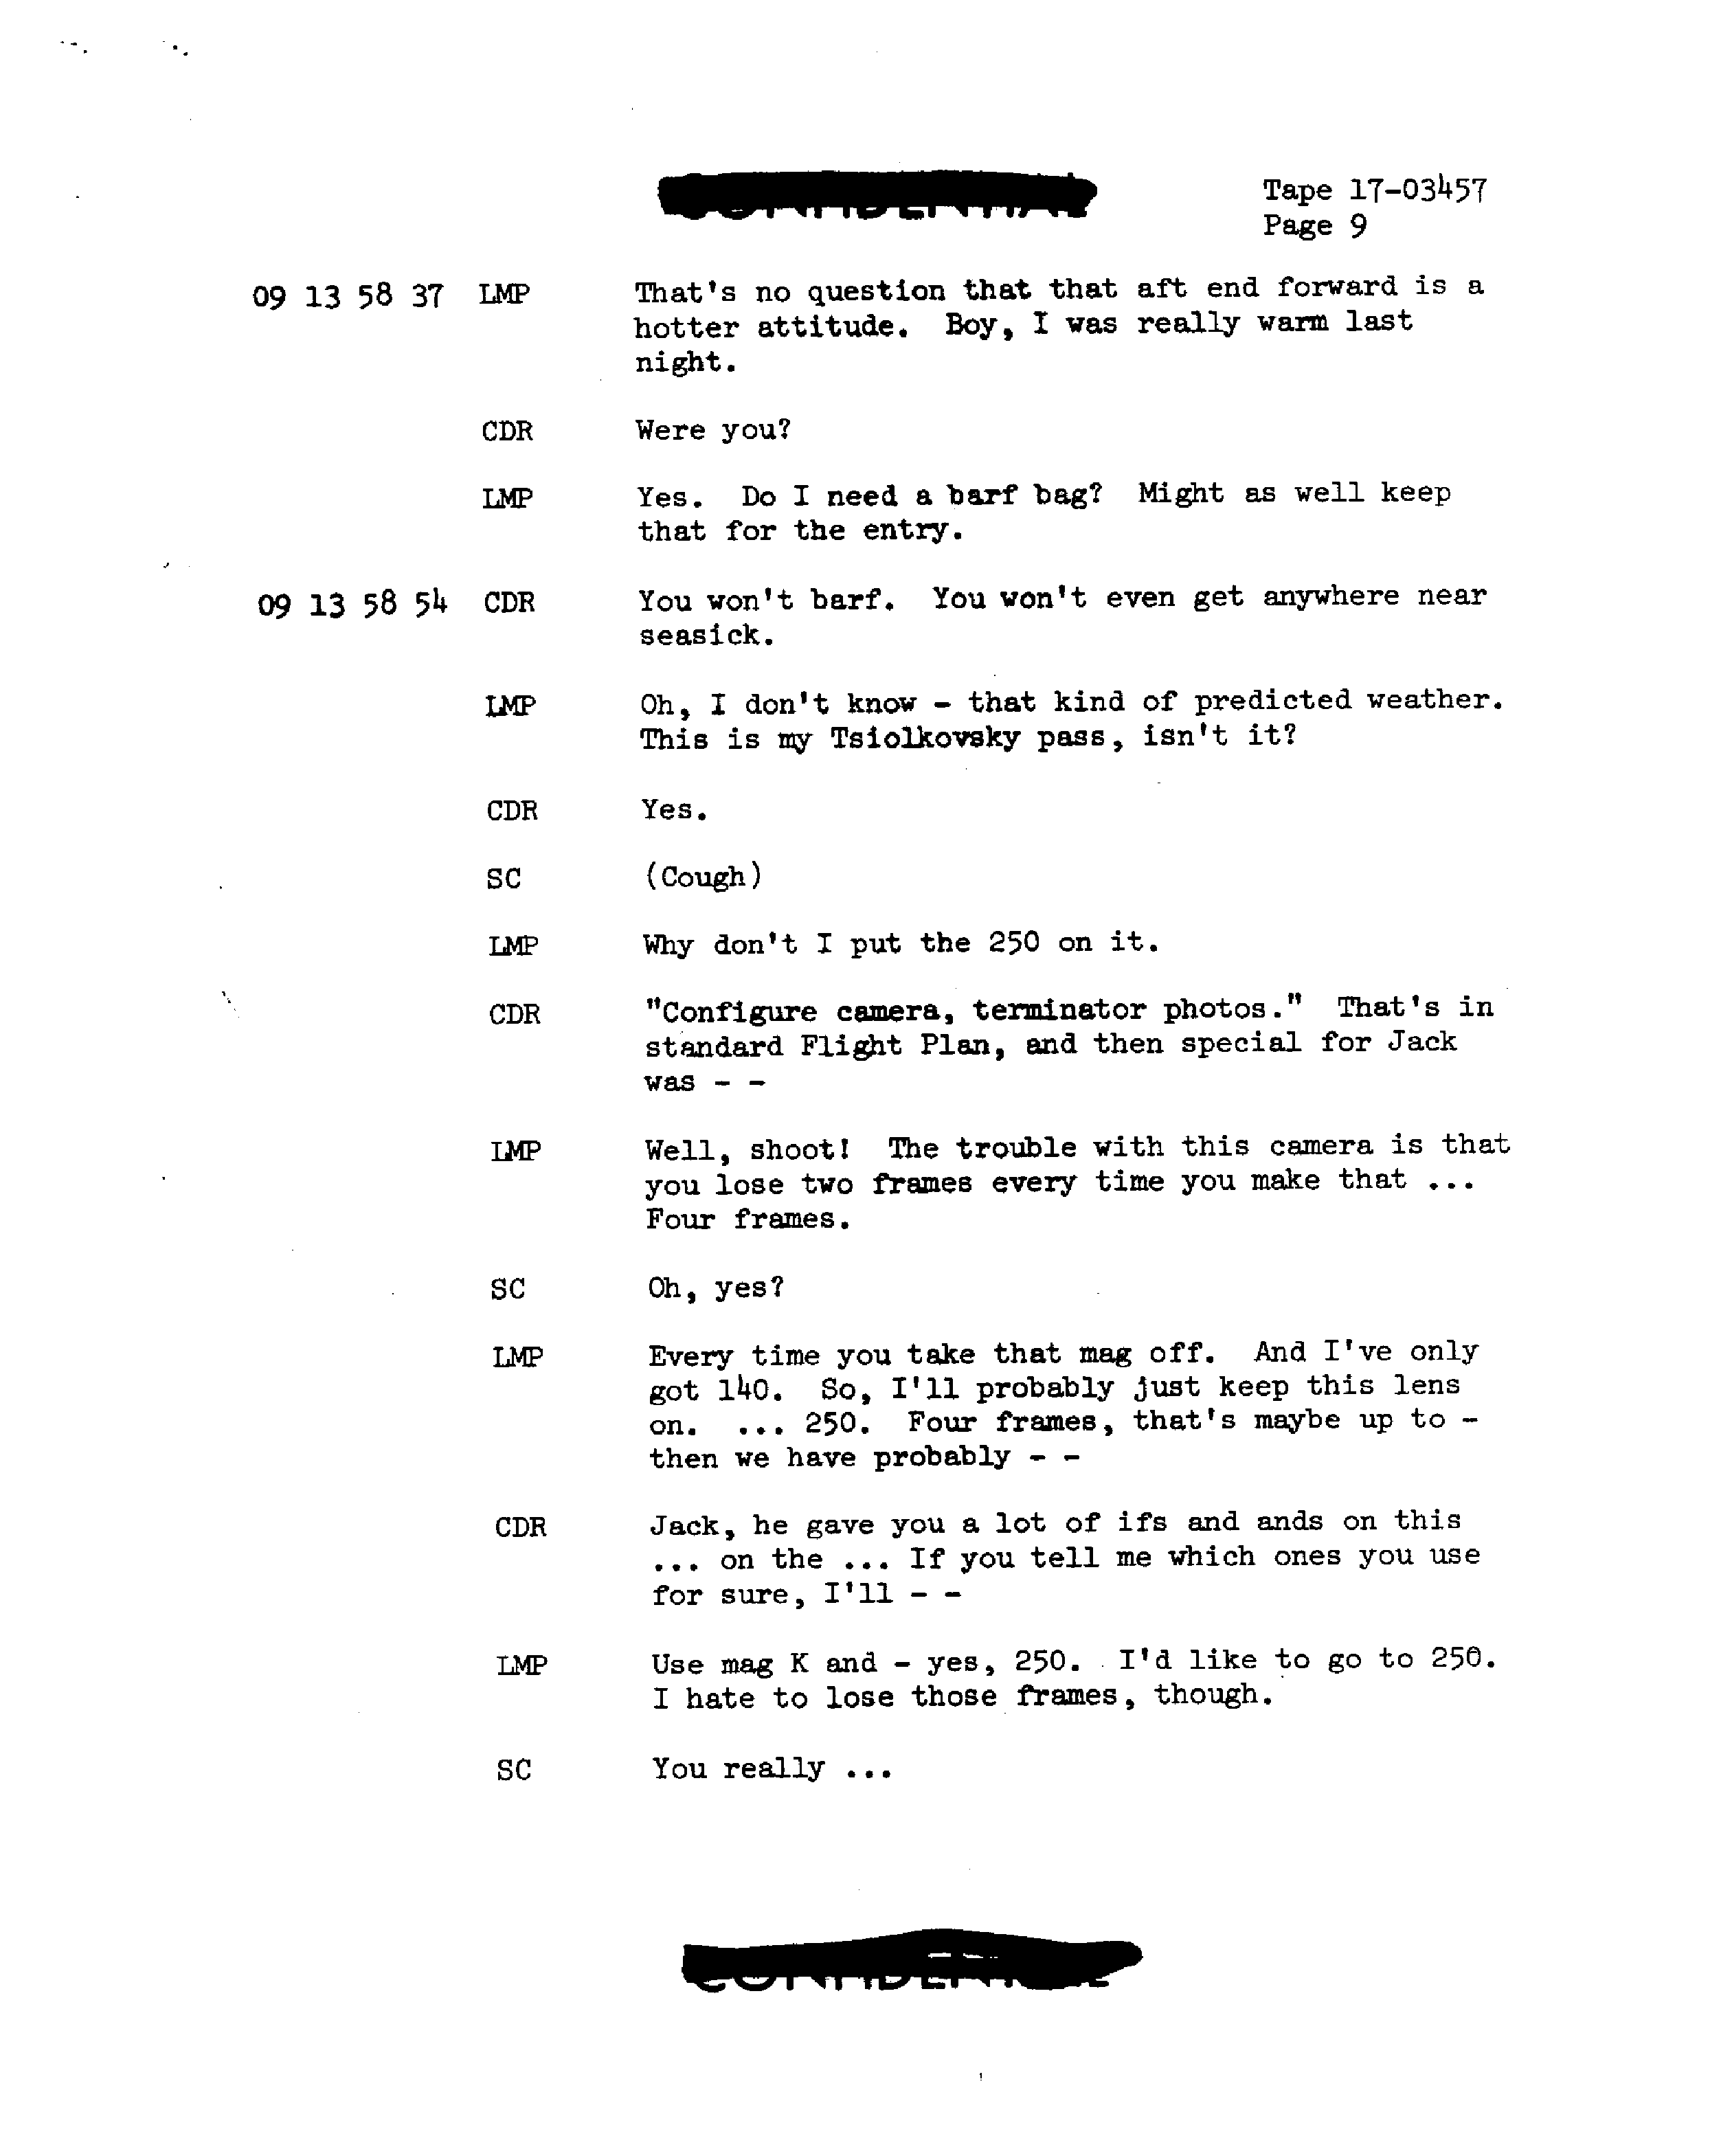 Tape 17-03457
Page 9
09 13 58 37 LMP That's no question that that aft end forward is a
hotter attitude. Boy, I was really warm last
night.
CDR Were you?
LMP Yes. Do I need a barf bag? Might as well keep
that for the entry.
09 13 58 54 CDR You won't barf. You won't even get anywhere near
seasick.
LMP Oh, I don't know - that kind of predicted weather.
This is my Tsiolkovsky pass, isn't it?
CDR Yes.
SC (Cough)
LMP Why don't I put the 250 on it.
CDR "Configure camera, terminator photos." That's in
standard Flight Plan, and then special for Jack
was - -
LMP Well, shoot! The trouble with this camera is that
you lose two frames every time you make that ...
Four frames.
SC Oh, yes?
LMP Every time you take that mag off. And I've only
got 140. So, I'll probably just keep this lens
on. ... 250. Four frames, that's maybe up to -
then we have probably - -
CDR Jack, he gave you a lot of ifs and ands on this
... on the ... If you tell me which ones you use
for sure, I'll - -
LMP Use mag K and - yes, 250. I'd like to go to 250.
I hate to lose those frames, though.
SC You really ...